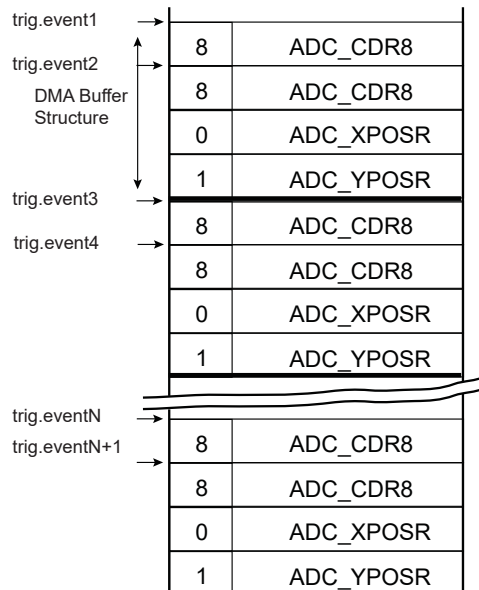 trig.event1
8 ADC_CDR8
trig.event2
8 ADC_CDR8
DMA Buffer
Structure
0 ADC_XPOSR
1 ADC_YPOSR
trig.event3
8 ADC_CDR8
trig.event4
8 ADC_CDR8
0 ADC_XPOSR
1 ADC_YPOSR
trig.eventN
8 ADC_CDR8
trig.eventN+1
8 ADC_CDR8
0 ADC_XPOSR
1 ADC_YPOSR